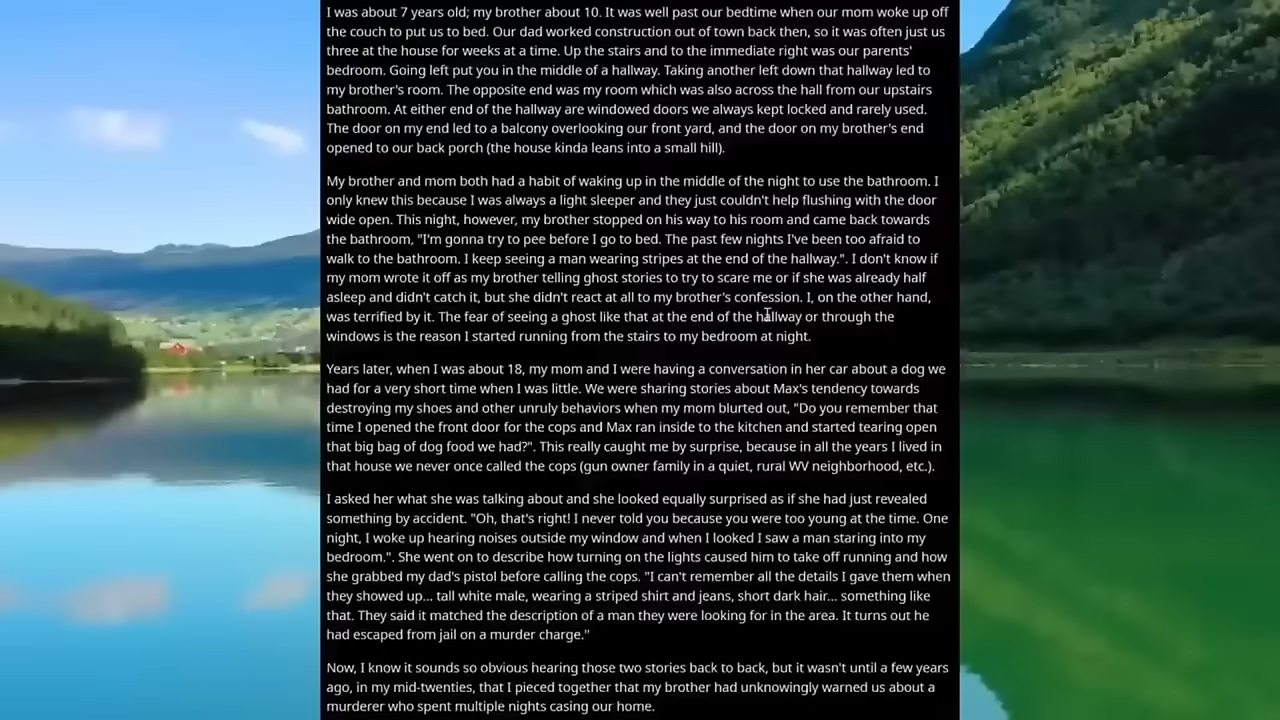 I was about 7 years old; my brother about 10. It was well past our bedtime when our mom woke up off
the couch to put us to bed. Our dad worked construction out of town back then, so it was often just us
three at the house for weeks at a time. Up the stairs and to the immediate right was our parents'
bedroom. Going left put you in the middle of a hallway. Taking another left down that hallway led to
my brother's room. The opposite end was my room which was also across the hall from our upstairs
bathroom. At either end of the hallway are windowed doors we always kept locked and rarely used.
The door on my end led to a balcony overlooking our front yard, and the door on my brother's end
opened to our back porch (the house kinda leans into a small hill).
My brother and mom both had a habit of waking up in the middle of the night to use the bathroom. I
only knew this because I was always a light sleeper and they just couldn't help flushing with the door
wide open. This night, however, my brother stopped on his way to his room and came back towards
the bathroom, "I'm gonna try to pee before I go to bed. The past few nights I've been too afraid to
walk to the bathroom. I keep seeing a man wearing stripes at the end of the hallway.". I don't know if
my mom wrote it off as my brother telling ghost stories to try to scare me or if she was already half
asleep and didn't catch it, but she didn't react at all to my brother's confession. I, on the other hand,
was terrified by it. The fear of seeing a ghost like that at the end of the hallway or through the
windows is the reason I started running from the stairs to my bedroom at night.
Years later, when I was about 18, my mom and I were having a conversation in her car about a dog we
had for a very short time when I was little. We were sharing stories about Max's tendency towards
destroying my shoes and other unruly behaviors when my mom blurted out, "Do you remember that
time I opened the front door for the cops and Max ran inside to the kitchen and started tearing open
that big bag of dog food we had?". This really caught me by surprise, because in all the years I lived in
that house we never once called the cops (gun owner family in a quiet, rural WV neighborhood, etc.).
I asked her what she was talking about and she looked equally surprised as if she had just revealed
something by accident. "Oh, that's right! I never told you because you were too young at the time. One
night, I woke up hearing noises outside my window and when I looked I saw a man staring into my
bedroom.". She went on to describe how turning on the lights caused him to take off running and how
she grabbed my dad's pistol before calling the cops. "I can't remember all the details I gave them when
they showed up... tall white male, wearing a striped shirt and jeans, short dark hair... something like
that. They said it matched the description of a man they were looking for in the area. It turns out he
had escaped from jail on a murder charge."
Now, I know it sounds so obvious hearing those two stories back to back, but it wasn't until a few years
ago, in my mid-twenties, that I pieced together that my brother had unknowingly warned us about a
murderer who spent multiple nights casing our home.